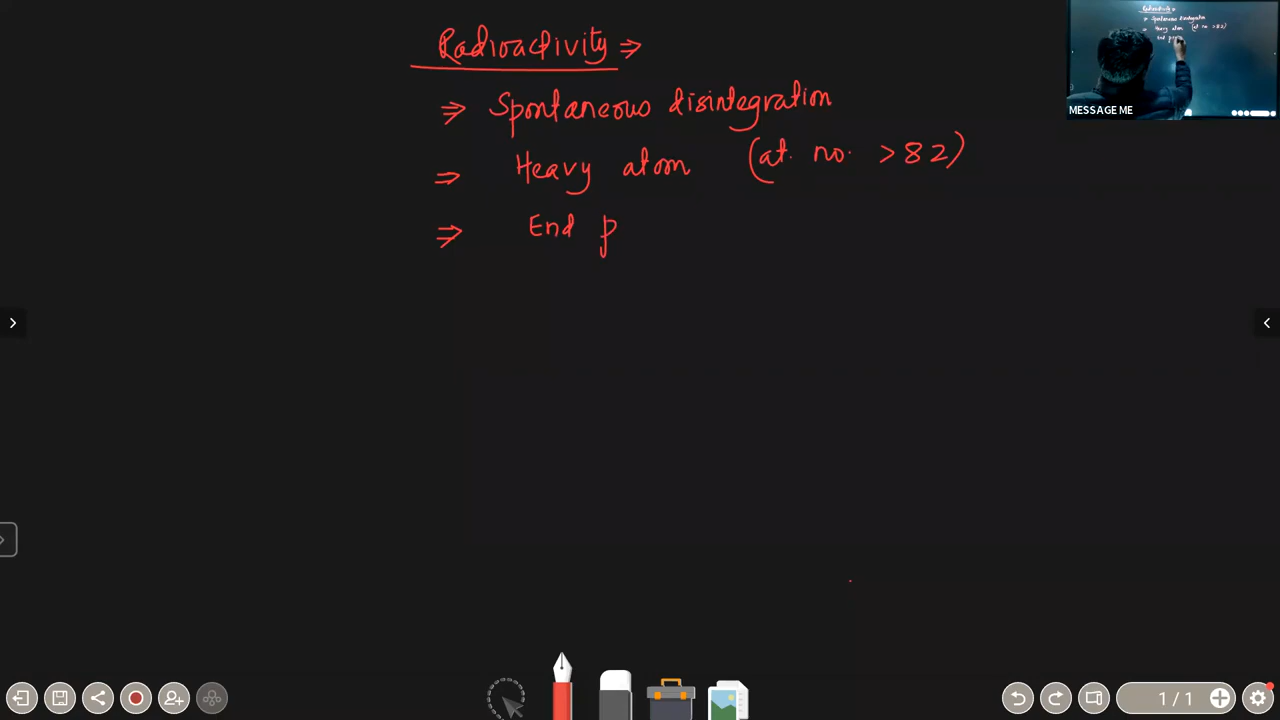 Radioactivity ⇒
⇒ Spontaneous disintegration
⇒ Heavy atom (at. no. >82)
⇒ End p
MESSAGE ME
1/1